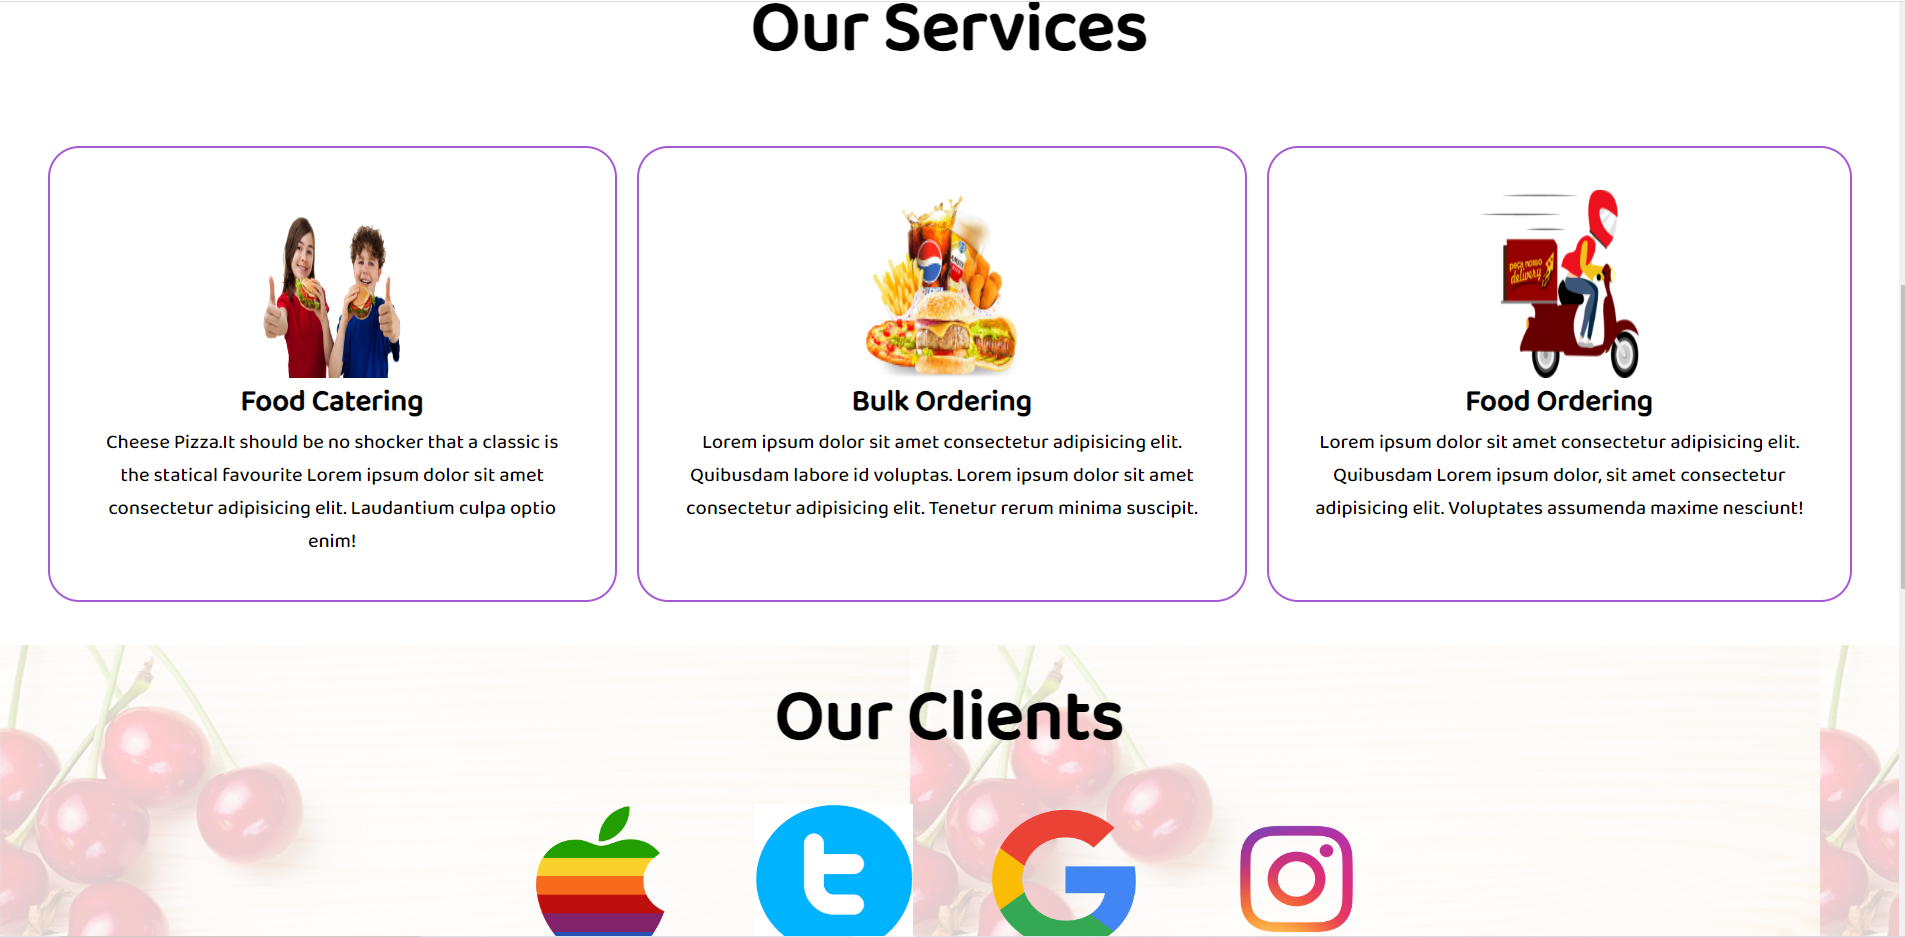 Our Services
peça nosso
delivery
Food Catering
Cheese Pizza.It should be no shocker that a classic is
the statical favourite Lorem ipsum dolor sit amet
consectetur adipisicing elit. Laudantium culpa optio
enim!
Bulk Ordering
Lorem ipsum dolor sit amet consectetur adipisicing elit.
Quibusdam labore id voluptas. Lorem ipsum dolor sit amet
consectetur adipisicing elit. Tenetur rerum minima suscipit.
Food Ordering
Lorem ipsum dolor sit amet consectetur adipisicing elit.
Quibusdam Lorem ipsum dolor, sit amet consectetur
adipisicing elit. Voluptates assumenda maxime nesciunt!
Our Clients